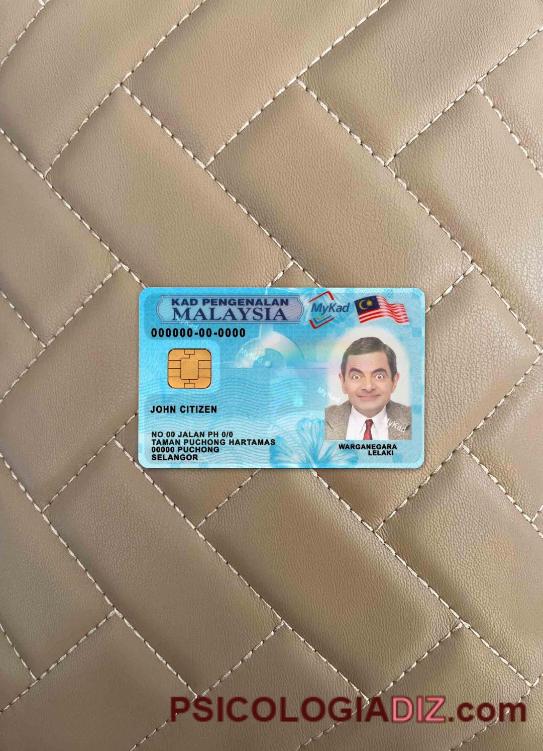 KAD PENGENALAN
MALAYSIA
MyKad
000000-00-0000
JOHN CITIZEN
NO 00 JALAN PH 0/0
TAMAN PUCHONG HARTAMAS
00000 PUCHONG
SELANGOR
WARGANEGARA
LELAKI
PSICOLOGIADIZ.com